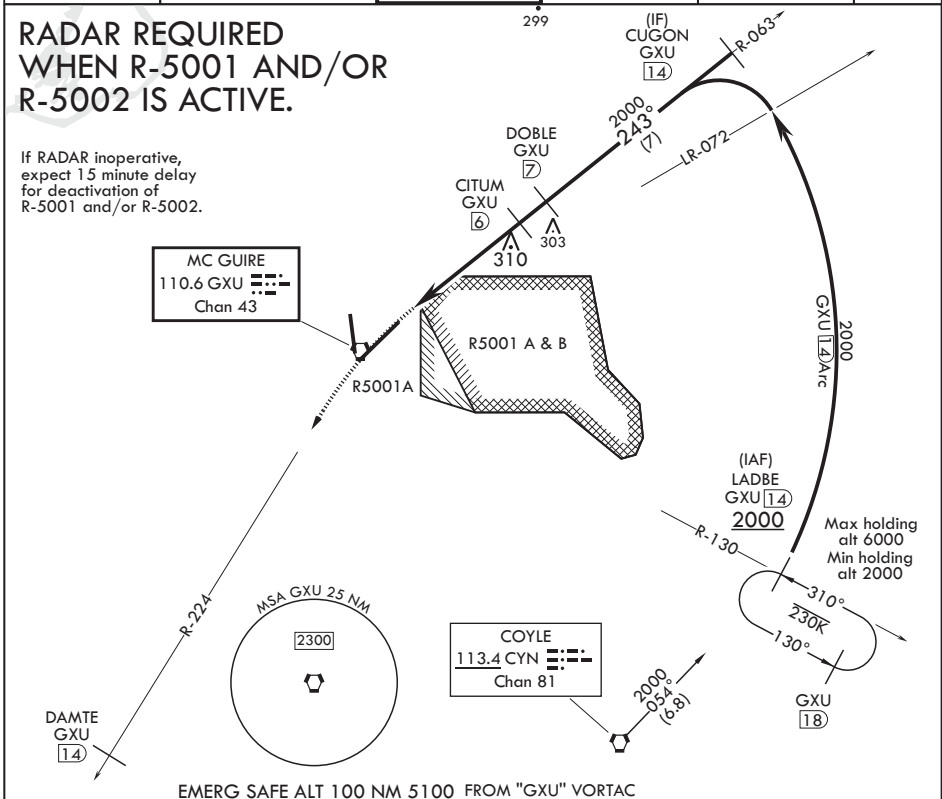 299
RADAR REQUIRED
WHEN R-5001 AND/OR
R-5002 IS ACTIVE.
If RADAR inoperative,
expect 15 minute delay
for deactivation of
R-5001 and/or R-5002.
(IF)
CUGON
GXU
14
R-063
2000
243°
(7)
LR-072
DOBLE
GXU
7
CITUM
GXU
6
303
310
MC GUIRE
110.6 GXU
Chan 43
R5001 A & B
R5001A
GXU 14 Arc
2000
(IAF)
LADBE
GXU 14
2000
Max holding
alt 6000
Min holding
alt 2000
R-130
310°
230K
130°
GXU
18
R-224
MSA GXU 25 NM
2300
COYLE
113.4 CYN
Chan 81
2000
054°
(6.8)
DAMTE
GXU
14
EMERG SAFE ALT 100 NM 5100 FROM "GXU" VORTAC